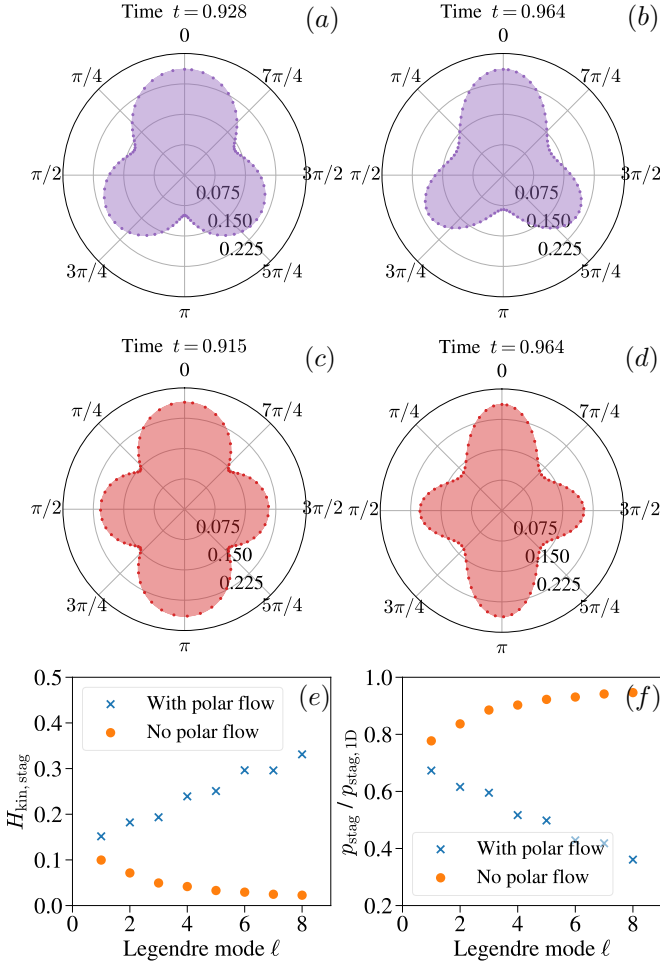 Time t = 0.928
(a)
0
π/4
7π/4
π/2
3π/2
0.075
0.150
0.225
3π/4
5π/4
π
Time t = 0.964
(b)
0
π/4
7π/4
π/2
3π/2
0.075
0.150
0.225
3π/4
5π/4
π
Time t = 0.915
(c)
0
π/4
7π/4
π/2
3π/2
0.075
0.150
0.225
3π/4
5π/4
π
Time t = 0.964
(d)
0
π/4
7π/4
π/2
3π/2
0.075
0.150
0.225
3π/4
5π/4
π
(e)
0.5
0.4
0.3
0.2
0.1
0.0
H_kin, stag
With polar flow
No polar flow
0 2 4 6 8
Legendre mode ℓ
(f)
1.0
0.8
0.6
0.4
0.2
p_stag / p_stag, 1D
With polar flow
No polar flow
0 2 4 6 8
Legendre mode ℓ